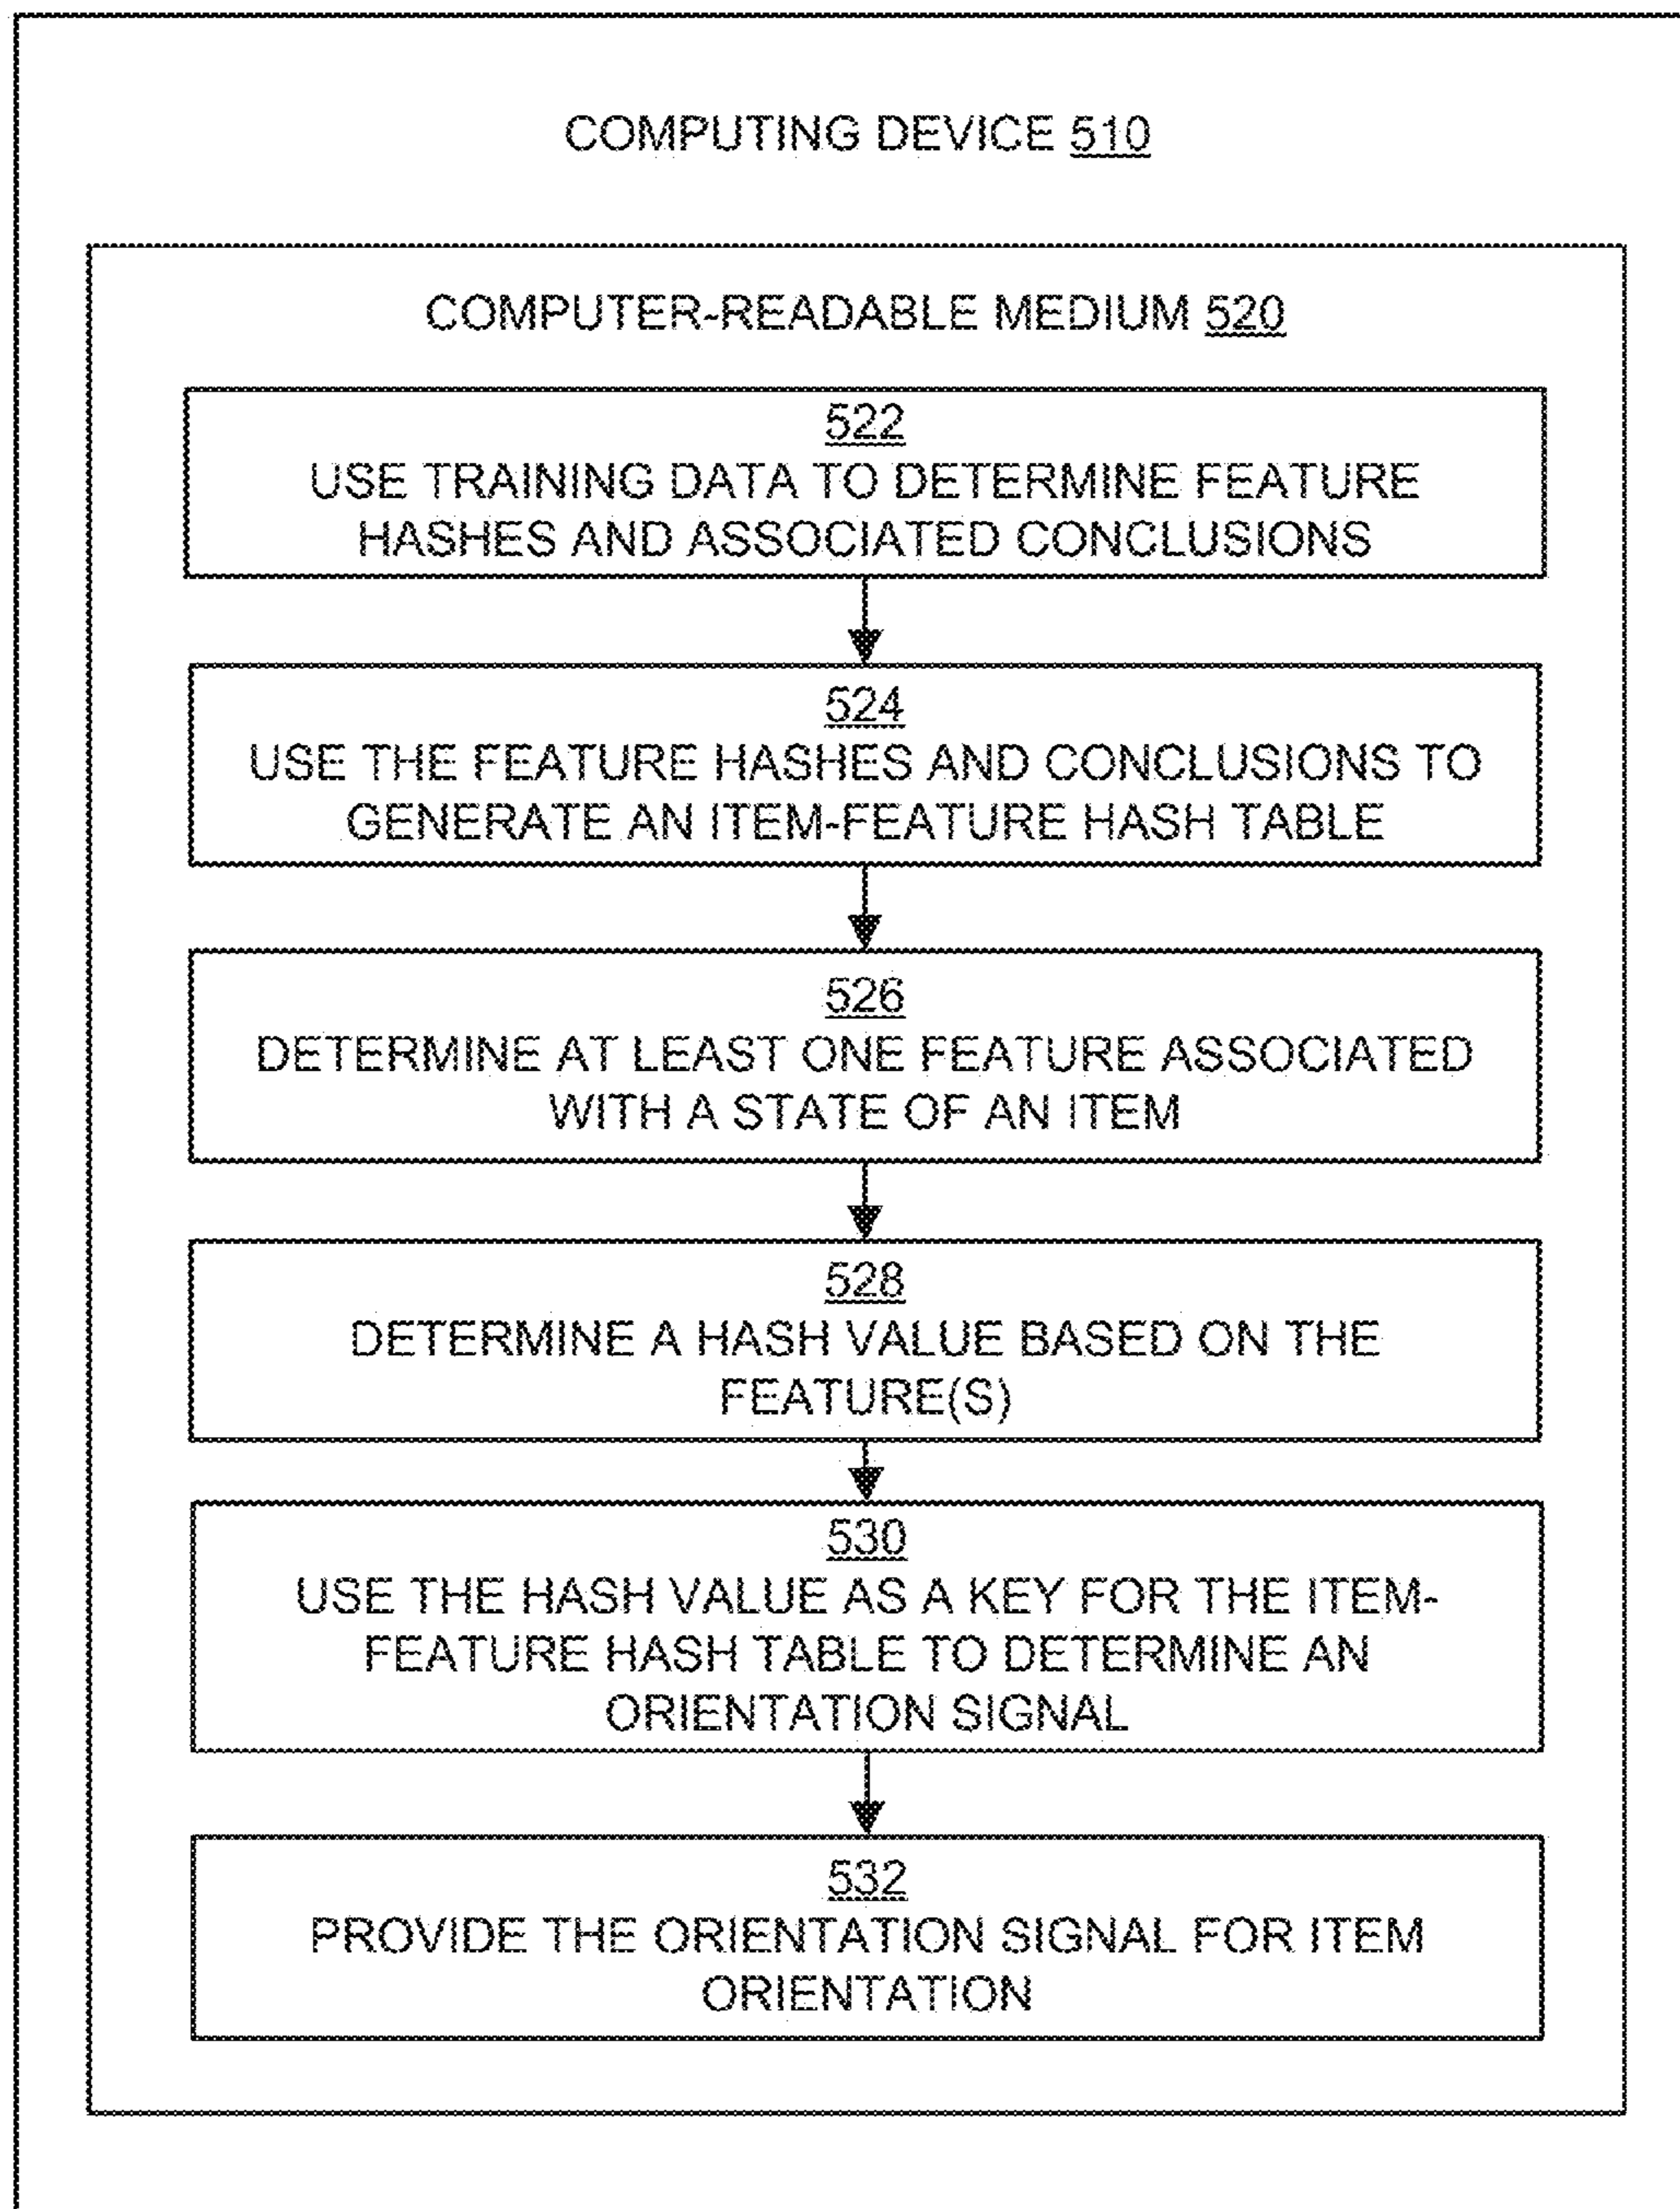 COMPUTING DEVICE 510
COMPUTER-READABLE MEDIUM 520
522
USE TRAINING DATA TO DETERMINE FEATURE
HASHES AND ASSOCIATED CONCLUSIONS
524
USE THE FEATURE HASHES AND CONCLUSIONS TO
GENERATE AN ITEM-FEATURE HASH TABLE
526
DETERMINE AT LEAST ONE FEATURE ASSOCIATED
WITH A STATE OF AN ITEM
528
DETERMINE A HASH VALUE BASED ON THE
FEATURE(S)
530
USE THE HASH VALUE AS A KEY FOR THE ITEM-
FEATURE HASH TABLE TO DETERMINE AN
ORIENTATION SIGNAL
532
PROVIDE THE ORIENTATION SIGNAL FOR ITEM
ORIENTATION